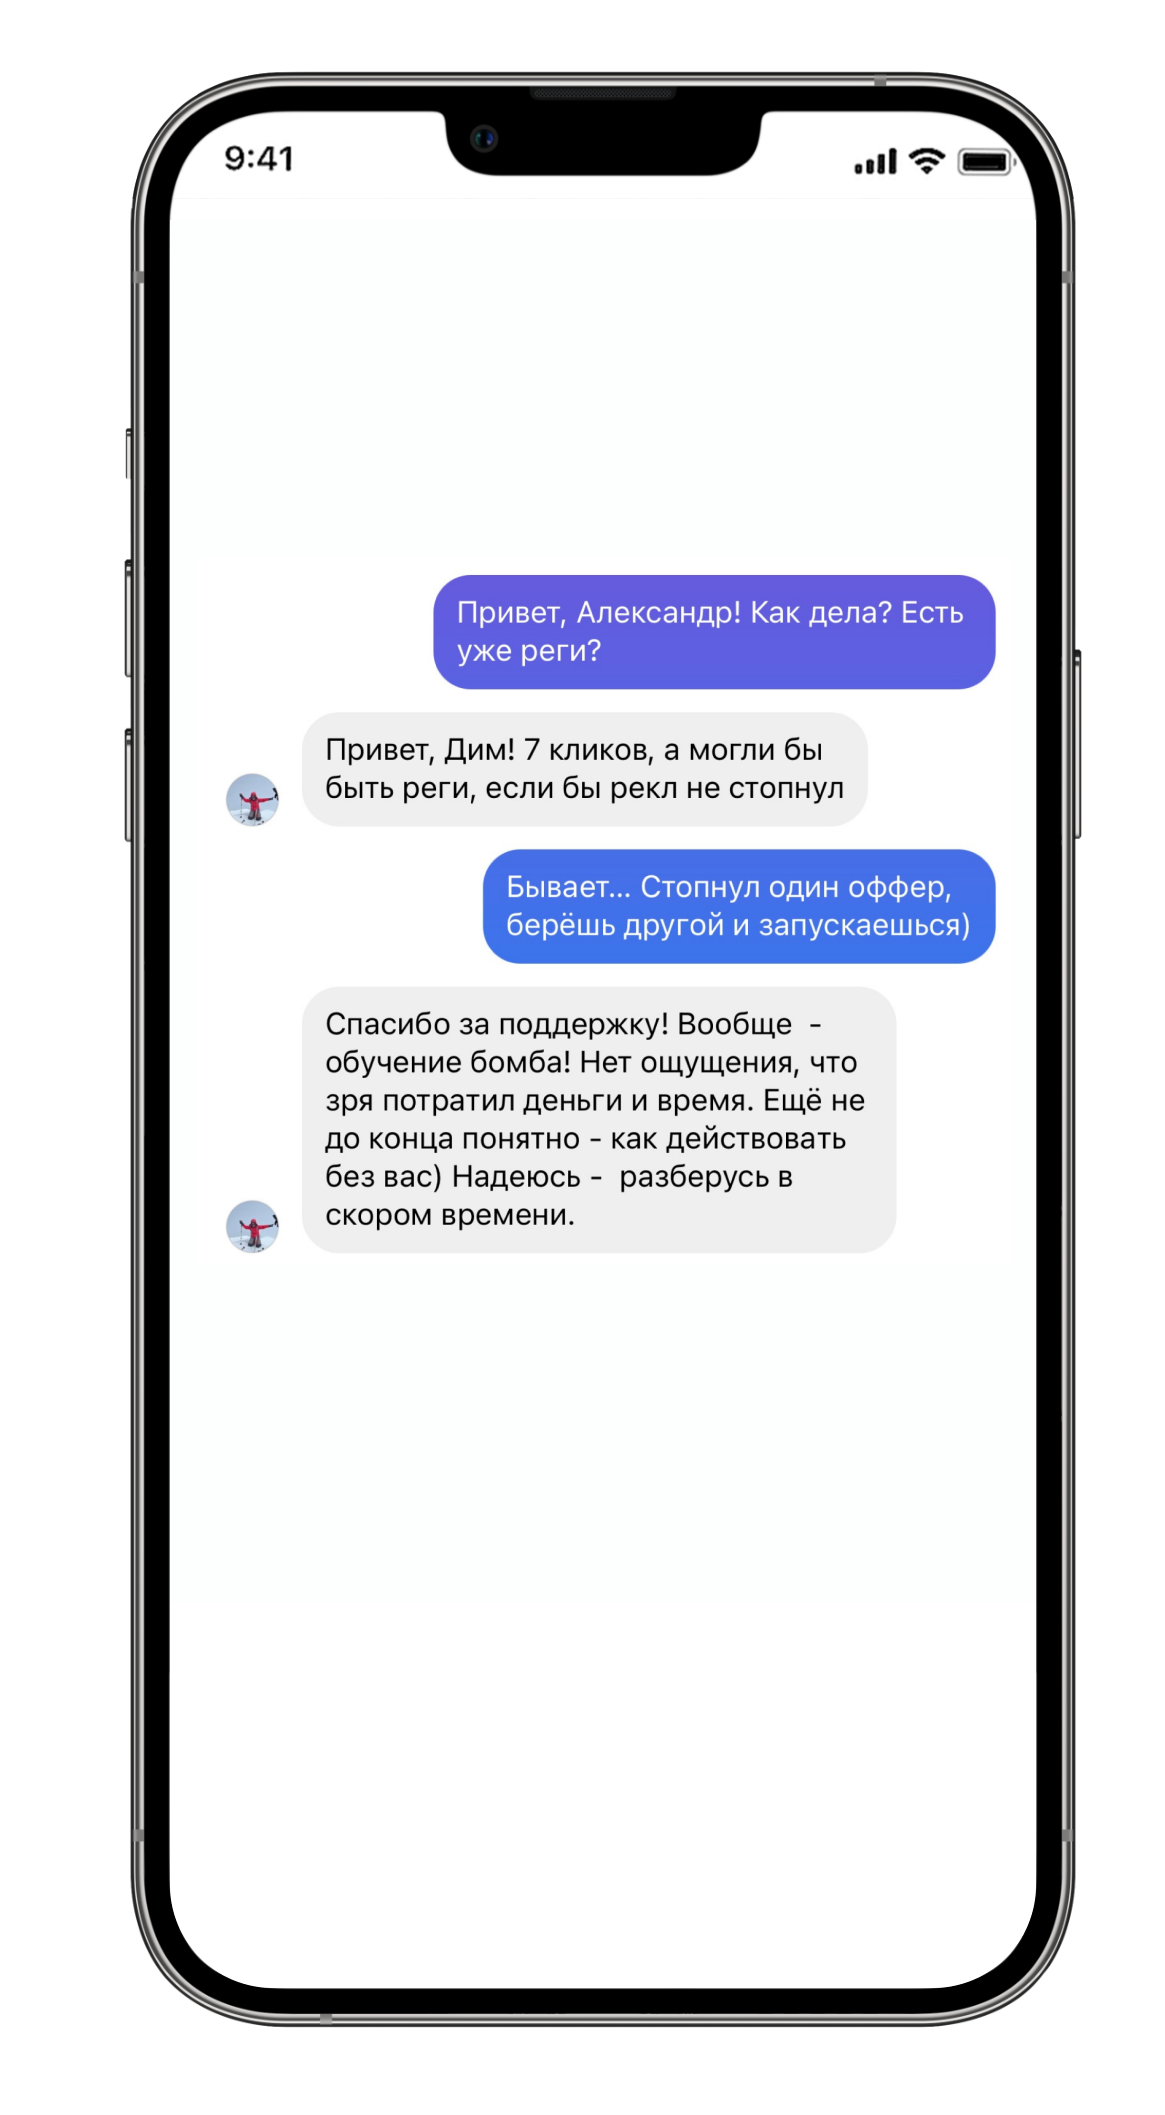 9:41
Привет, Александр! Как дела? Есть
уже реги?
Привет, Дим! 7 кликов, а могли бы
быть реги, если бы рекл не стопнул
Бывает... Стопнул один оффер,
берёшь другой и запускаешься)
Спасибо за поддержку! Вообще  -
обучение бомба! Нет ощущения, что
зря потратил деньги и время. Ещё не
до конца понятно - как действовать
без вас) Надеюсь -  разберусь в
скором времени.